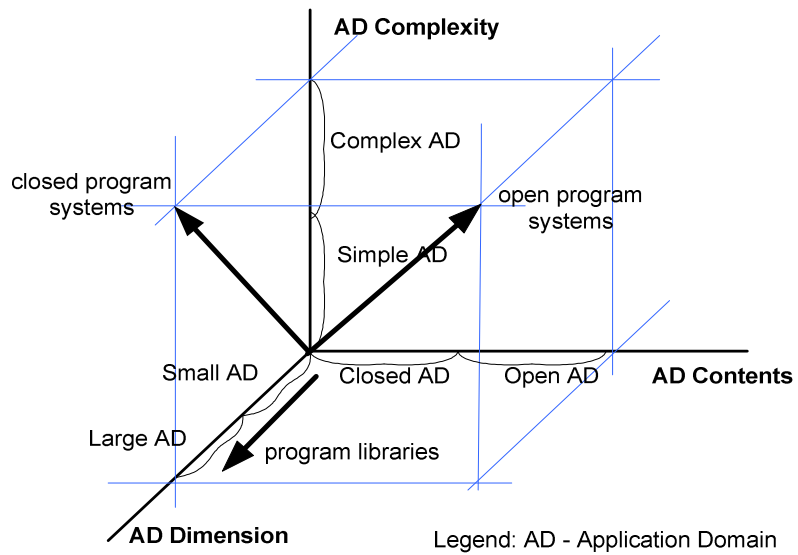 AD Complexity
Complex AD
closed program
systems
open program
systems
Simple AD
Small AD
Closed AD
Open AD
AD Contents
Large AD
program libraries
AD Dimension
Legend: AD - Application Domain